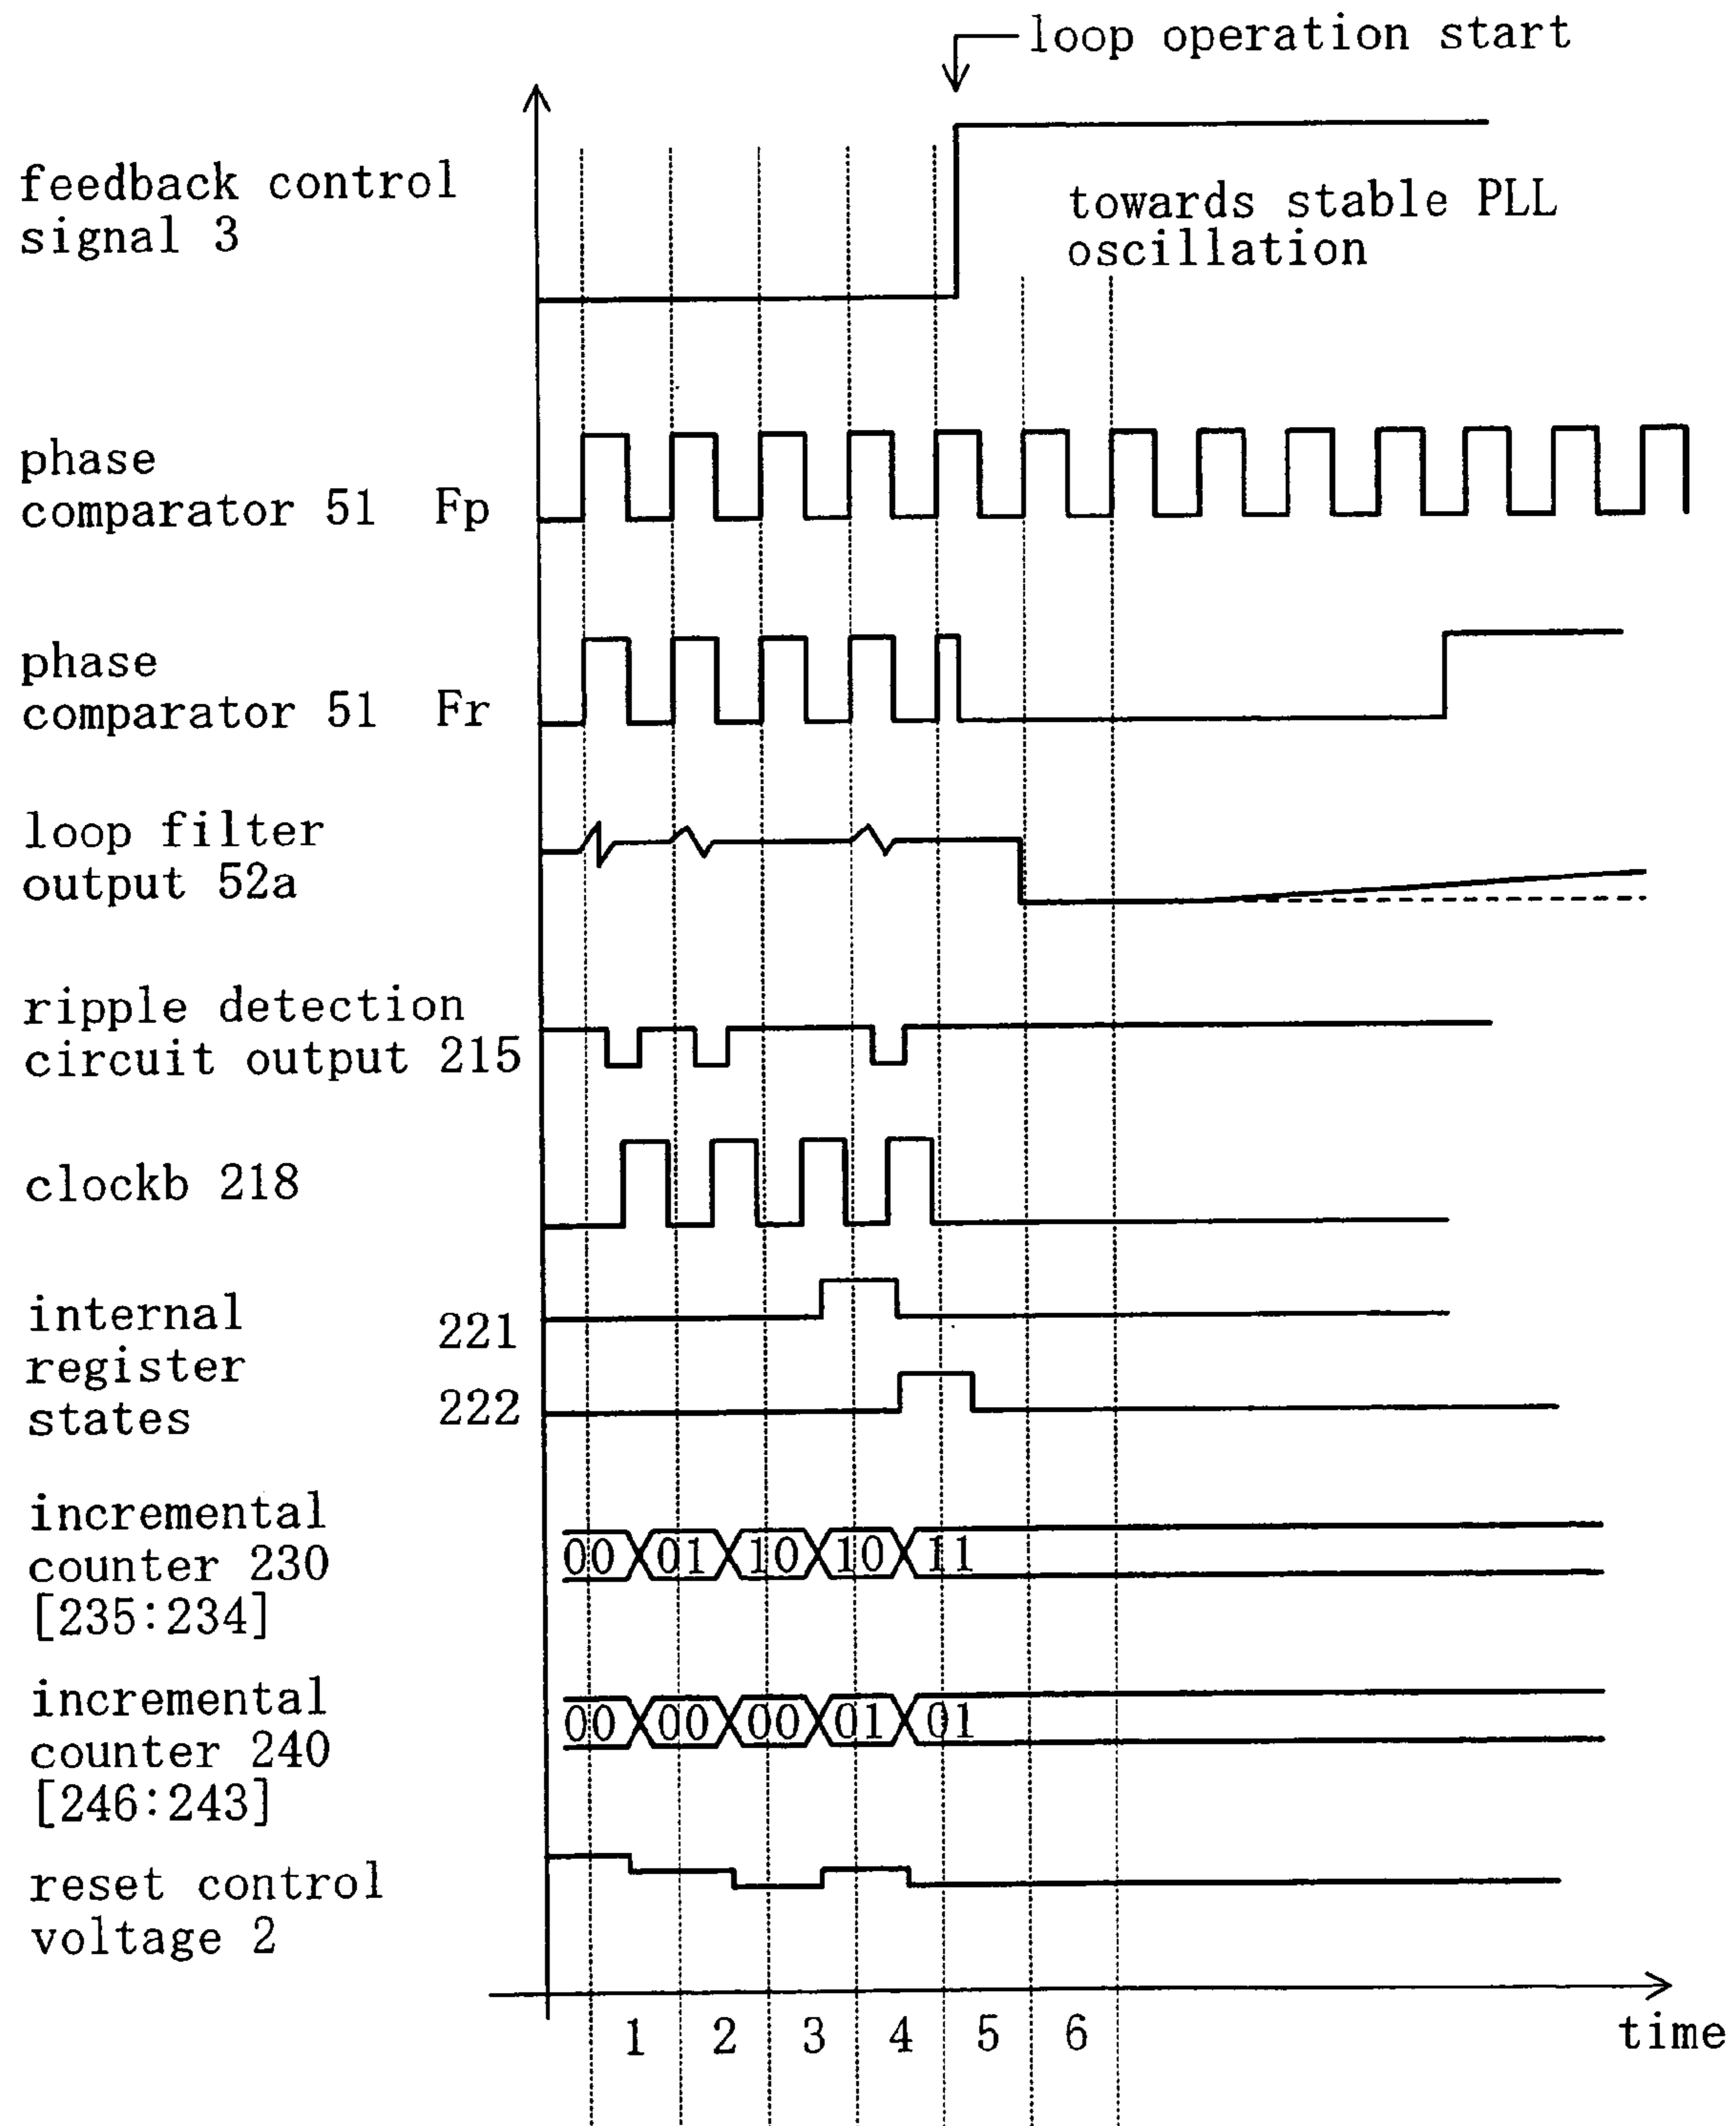 loop operation start
feedback control
signal 3
towards stable PLL
oscillation
phase
comparator 51 Fp
phase
comparator 51 Fr
loop filter
output 52a
ripple detection
circuit output 215
clockb 218
internal
register
states
221
222
incremental
counter 230
[235:234]
00 01 10 10 11
incremental
counter 240
[246:243]
00 00 00 01 01
reset control
voltage 2
1 2 3 4 5 6
time